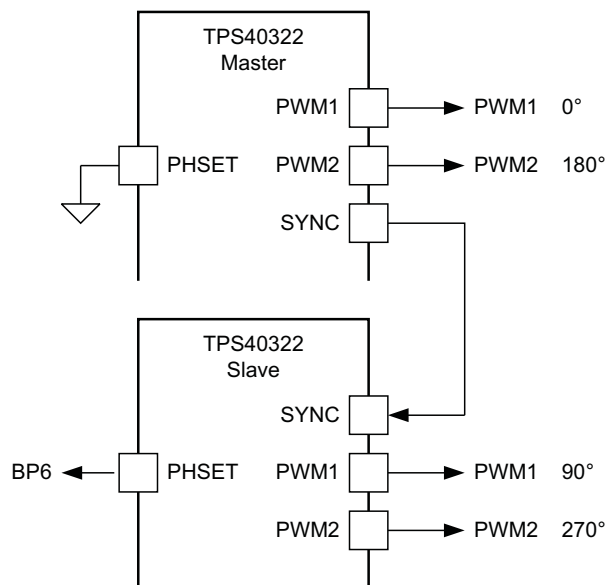 TPS40322
Master
PWM1 PWM1 0°
PHSET PWM2 PWM2 180°
SYNC
TPS40322
Slave
SYNC
BP6 PHSET PWM1 PWM1 90°
PWM2 PWM2 270°